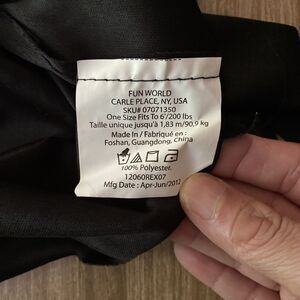 FUN WORLD
CARLE PLACE, NY, USA
SKU# 07071350
One Size Fits To 6'/200 lbs
Taille unique jusqu'à 1,83 m/90,9 kg
Made In / Fabriqué en :
Foshan, Guangdong, China
100% Polyester.
12060REX07
Mfg Date : Apr-Jun/2012